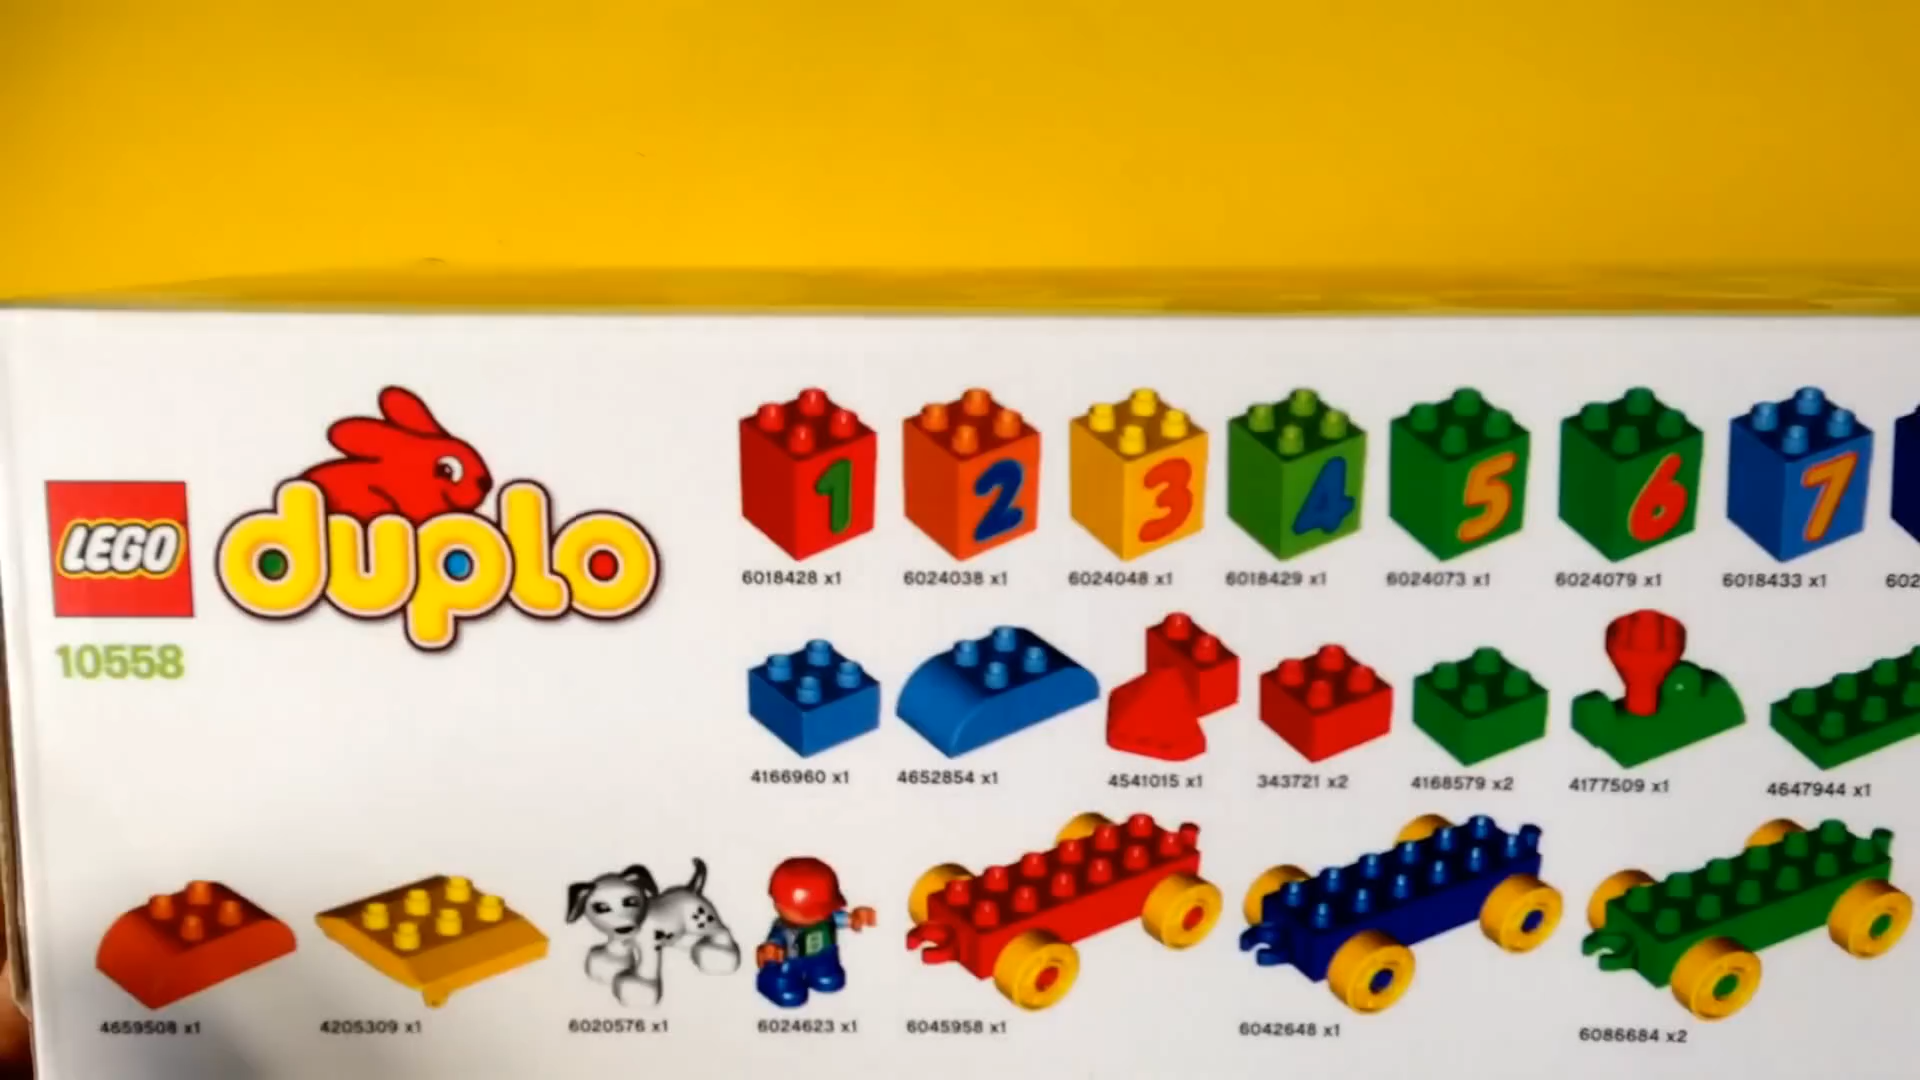 LEGO
duplo
10558
1 2 3 4 5 6 7
6018428 x1 6024038 x1 6024048 x1 6018429 x1 6024073 x1 6024079 x1 6018433 x1 602
4166960 x1 4652854 x1 4541015 x1 343721 x2 4168579 x2 4177509 x1 4647944 x1
8
4659508 x1 4205309 x1 6020576 x1 6024623 x1 6045958 x1 6042648 x1 6086684 x2